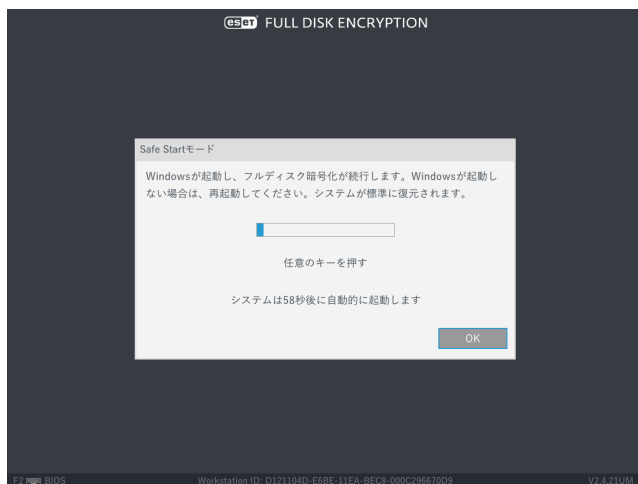 eset FULL DISK ENCRYPTION
Safe Startモード
Windowsが起動し、フルディスク暗号化が続行します。Windowsが起動し
ない場合は、再起動してください。システムが標準に復元されます。
任意のキーを押す
システムは58秒後に自動的に起動します
OK
F2 BIOS Workstation ID: D121104D-E6BE-11EA-BEC8-000C296670D9 V2.4.21UM